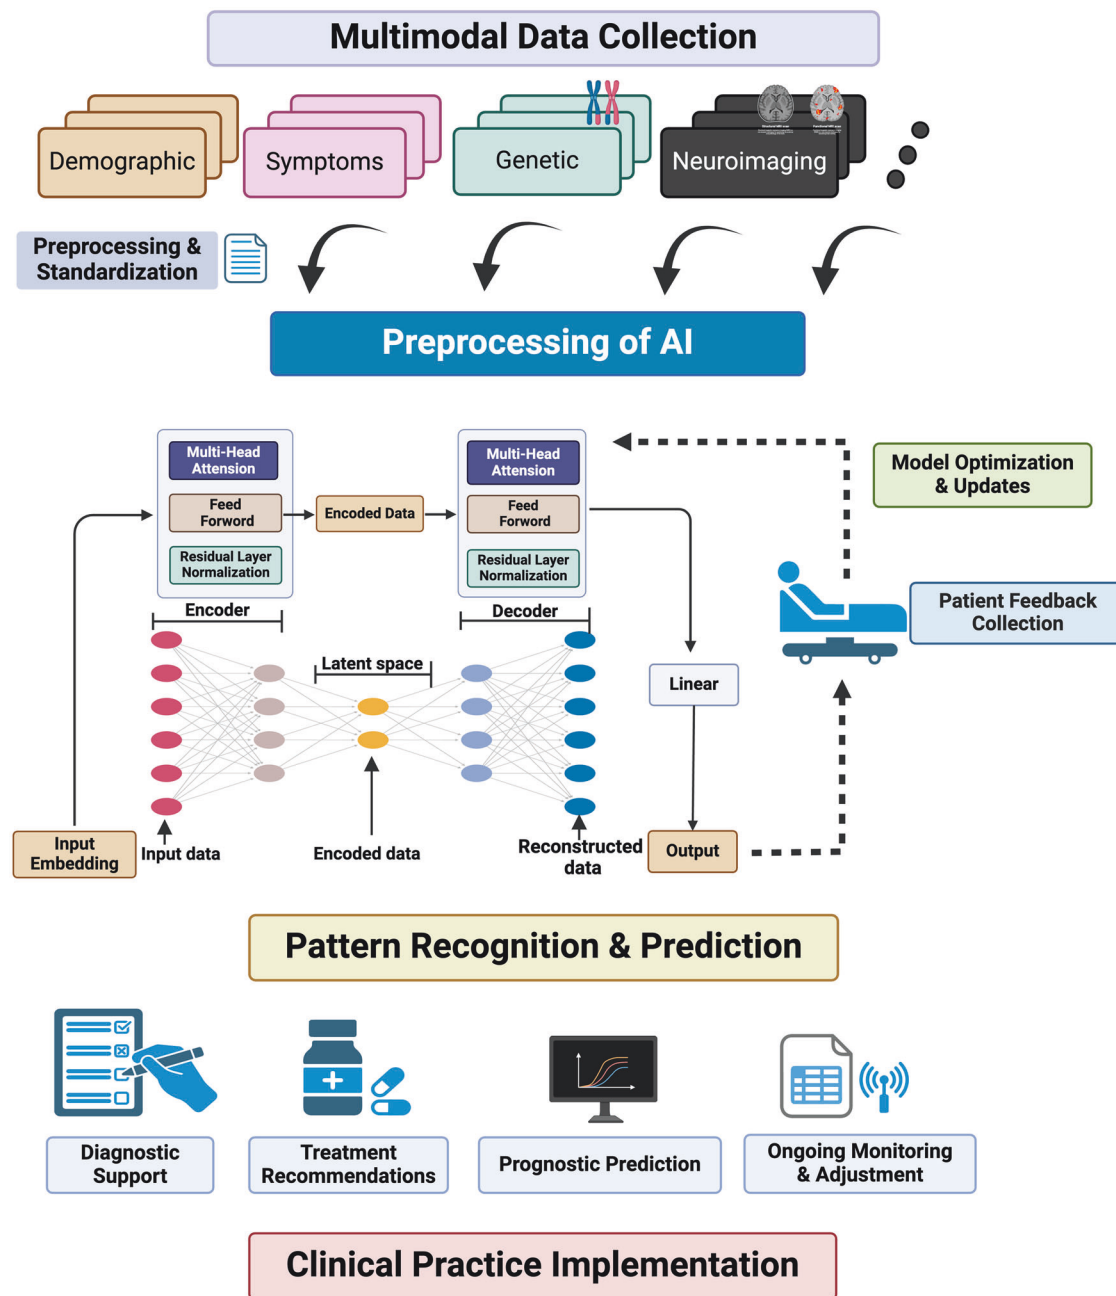 Multimodal Data Collection
Demographic
Symptoms
Genetic
Neuroimaging
Preprocessing &
Standardization
Preprocessing of AI
Multi-Head
Attension
Feed
Forword
Residual Layer
Normalization
Encoded Data
Multi-Head
Attension
Feed
Forword
Residual Layer
Normalization
Model Optimization
& Updates
Patient Feedback
Collection
Encoder
Latent space
Decoder
Linear
Input
Embedding
Input data
Encoded data
Reconstructed
data
Output
Pattern Recognition & Prediction
Diagnostic
Support
Treatment
Recommendations
Prognostic Prediction
Ongoing Monitoring
& Adjustment
Clinical Practice Implementation